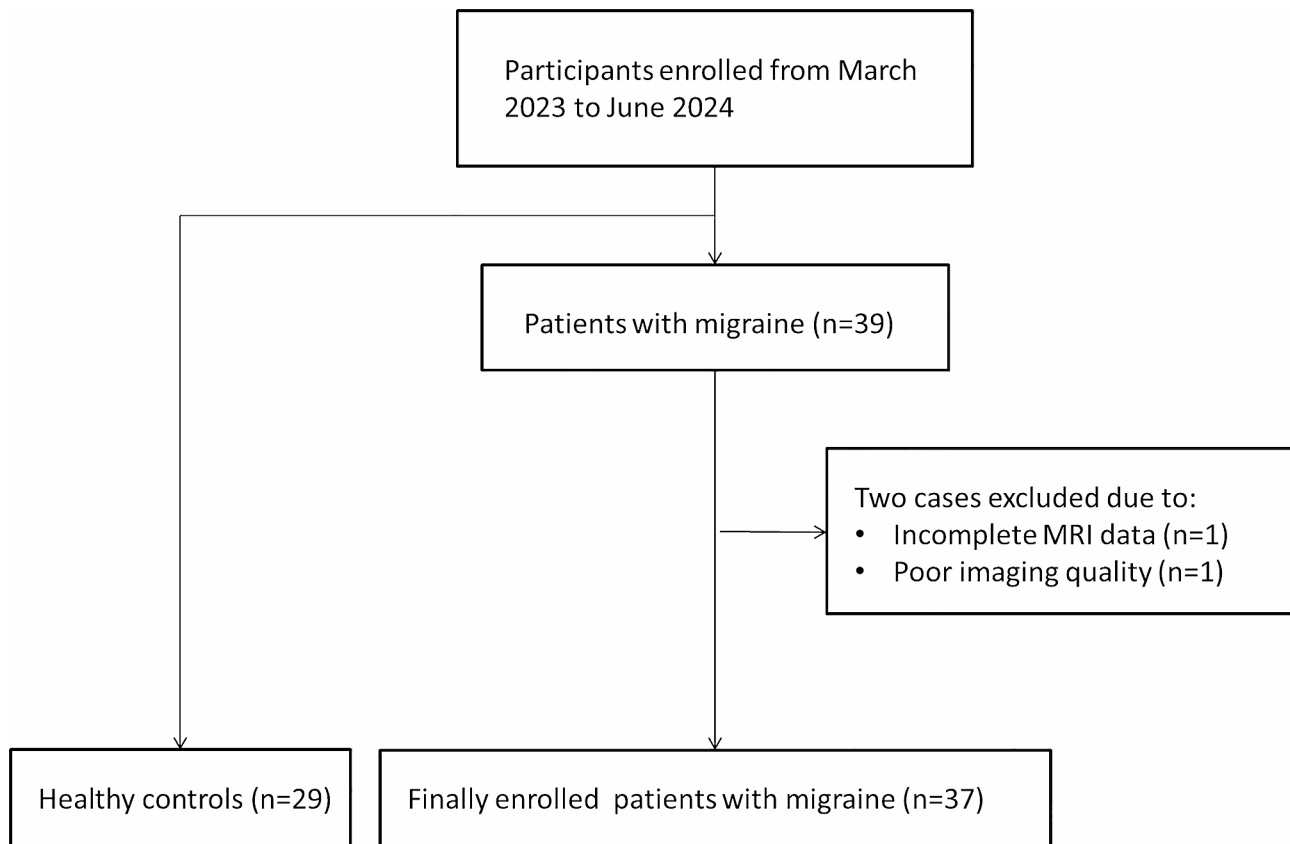 Participants enrolled from March
2023 to June 2024
Patients with migraine (n=39)
Two cases excluded due to:
• Incomplete MRI data (n=1)
• Poor imaging quality (n=1)
Healthy controls (n=29)
Finally enrolled patients with migraine (n=37)